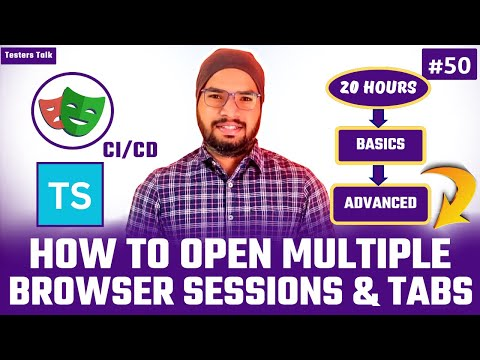 Testers Talk
#50
20 HOURS
CI/CD
BASICS
TS
ADVANCED
HOW TO OPEN MULTIPLE
BROWSER SESSIONS & TABS